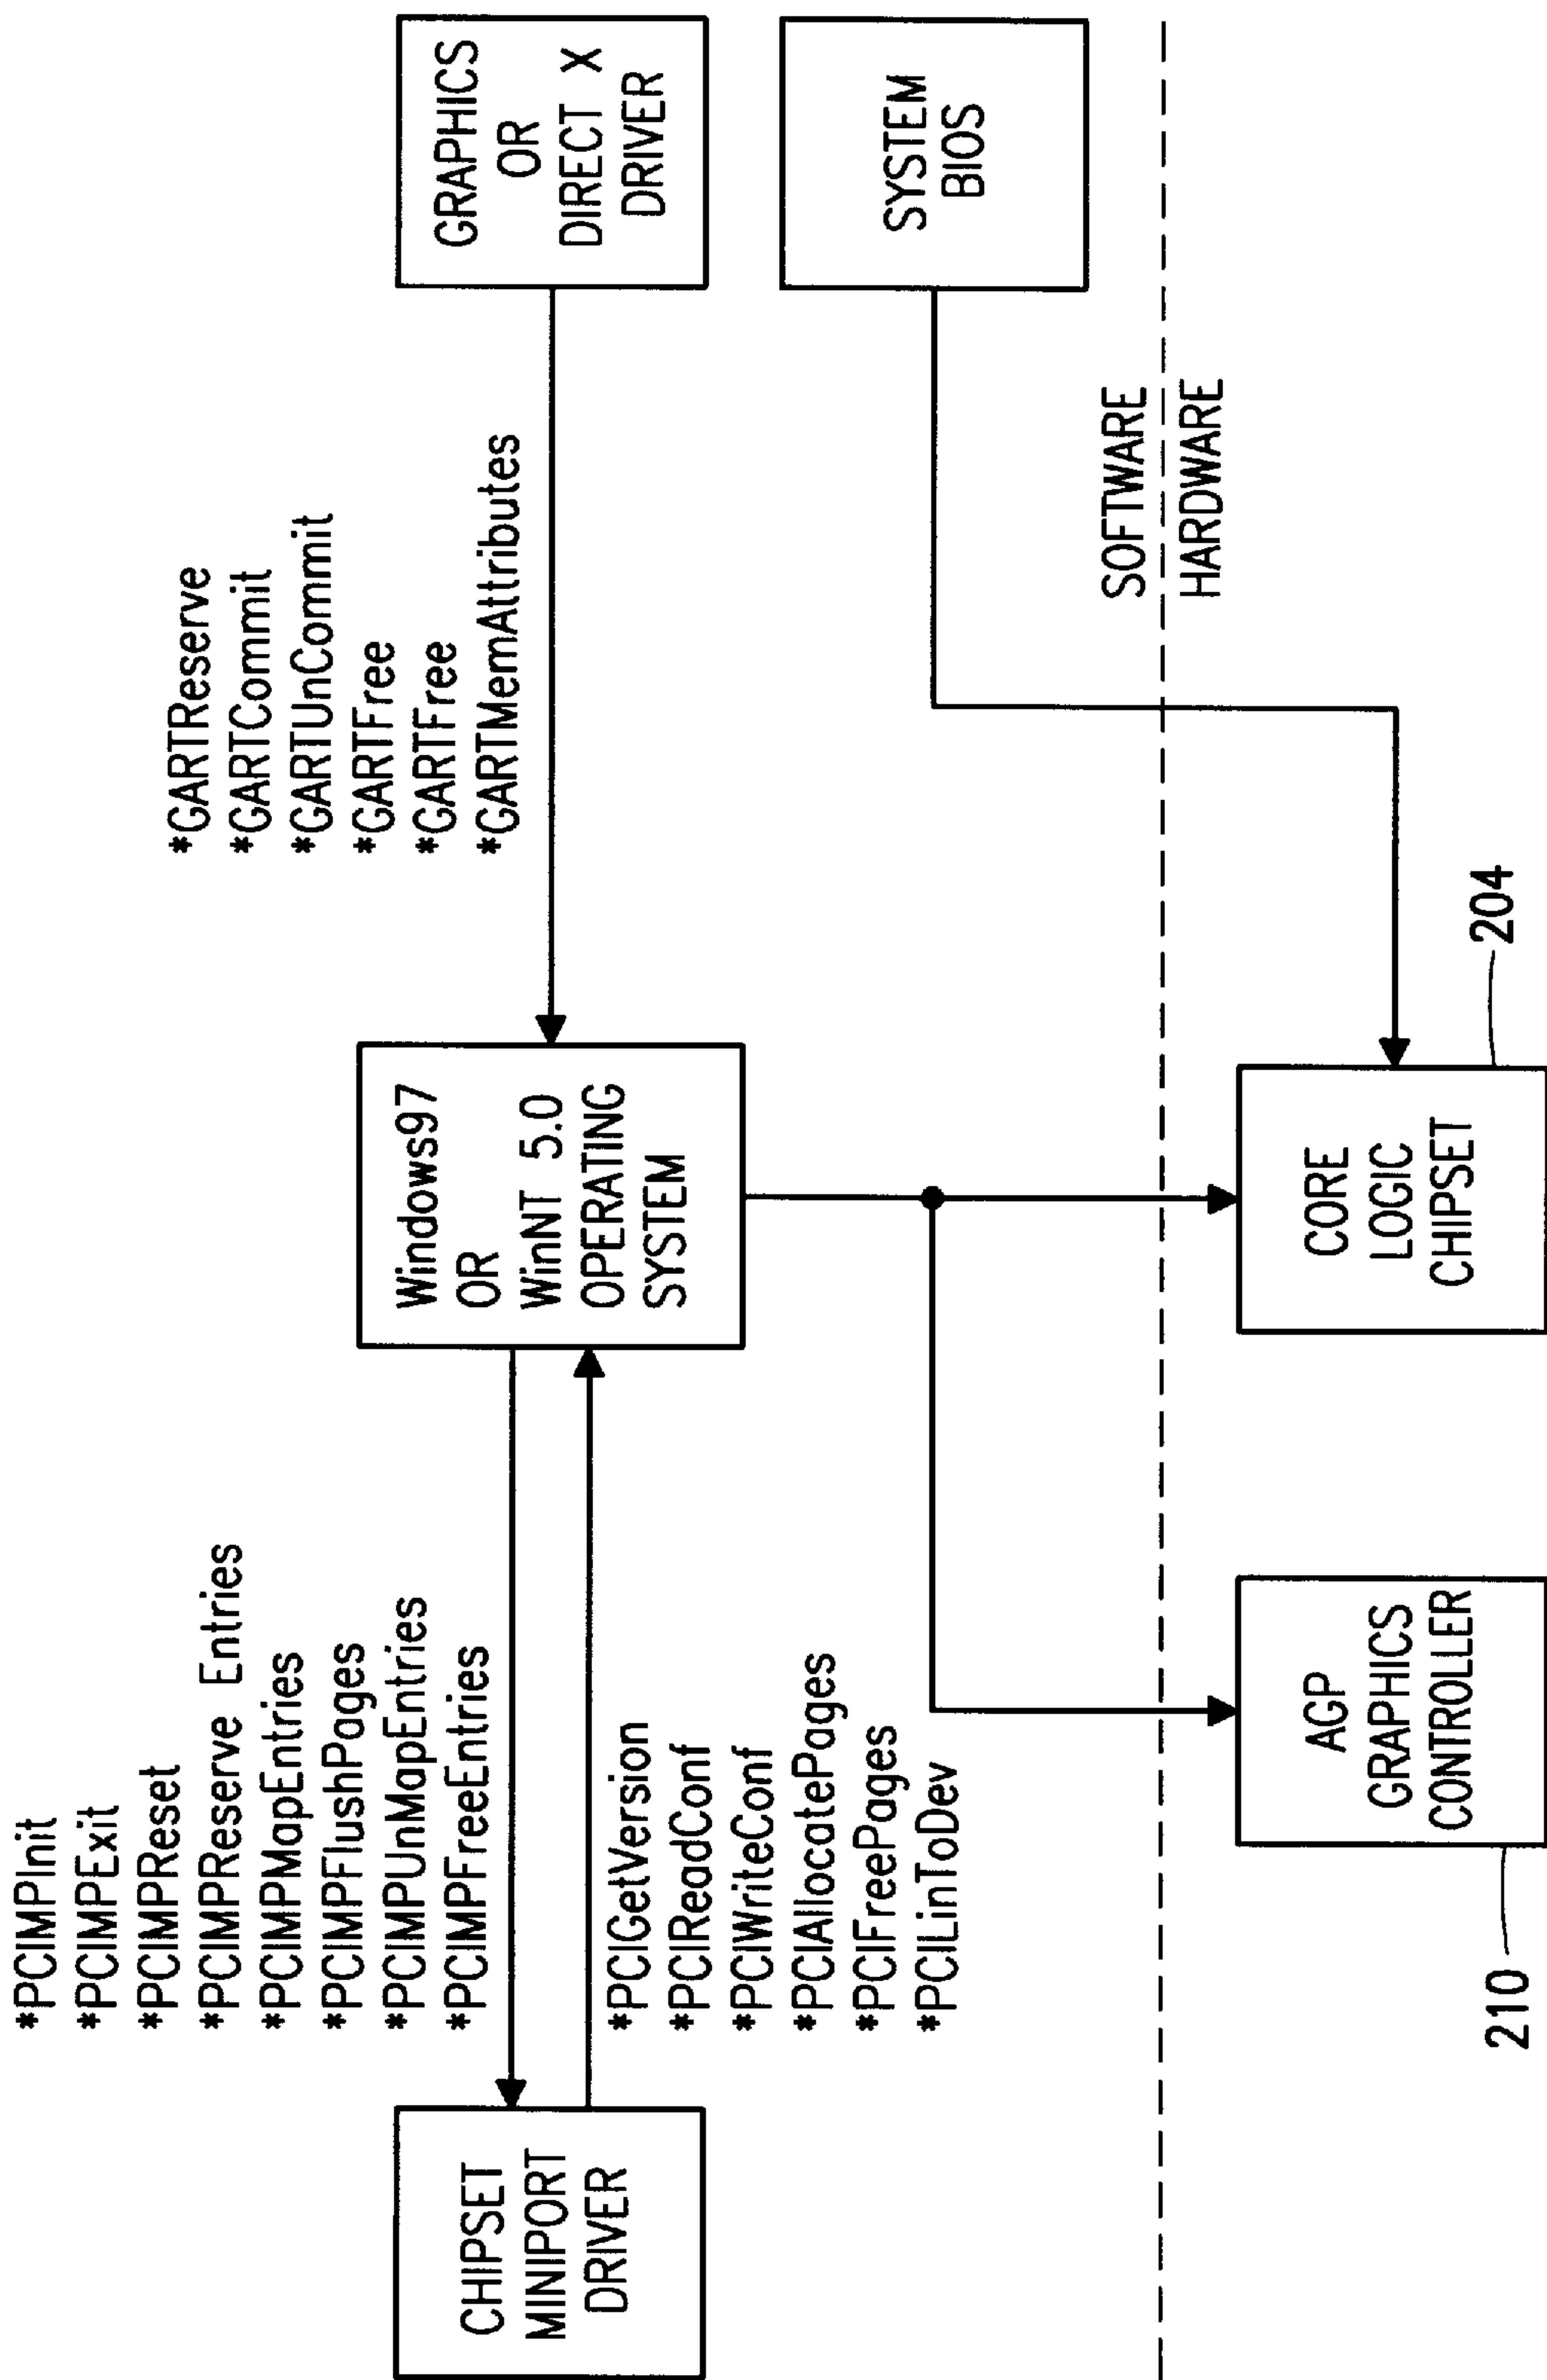 *PCIMPInit
*PCIMPExit
*PCIMPReset
*PCIMPReserve Entries
*PCIMPMapEntries
*PCIMPFlushPages
*PCIMPUnMapEntries
*PCIMPFreeEntries
*GARTReserve
*GARTCommit
*GARTUnCommit
*GARTFree
*GARTFree
*GARTMemAttributes
CHIPSET
MINIPORT
DRIVER
Windows97
OR
WinNT 5.0
OPERATING
SYSTEM
GRAPHICS
OR
DIRECT X
DRIVER
*PCIGetVersion
*PCIReadConf
*PCIWriteConf
*PCIAllocatePages
*PCIFreePages
*PCILinToDev
SYSTEM
BIOS
SOFTWARE
HARDWARE
AGP
GRAPHICS
CONTROLLER
210
CORE
LOGIC
CHIPSET
204